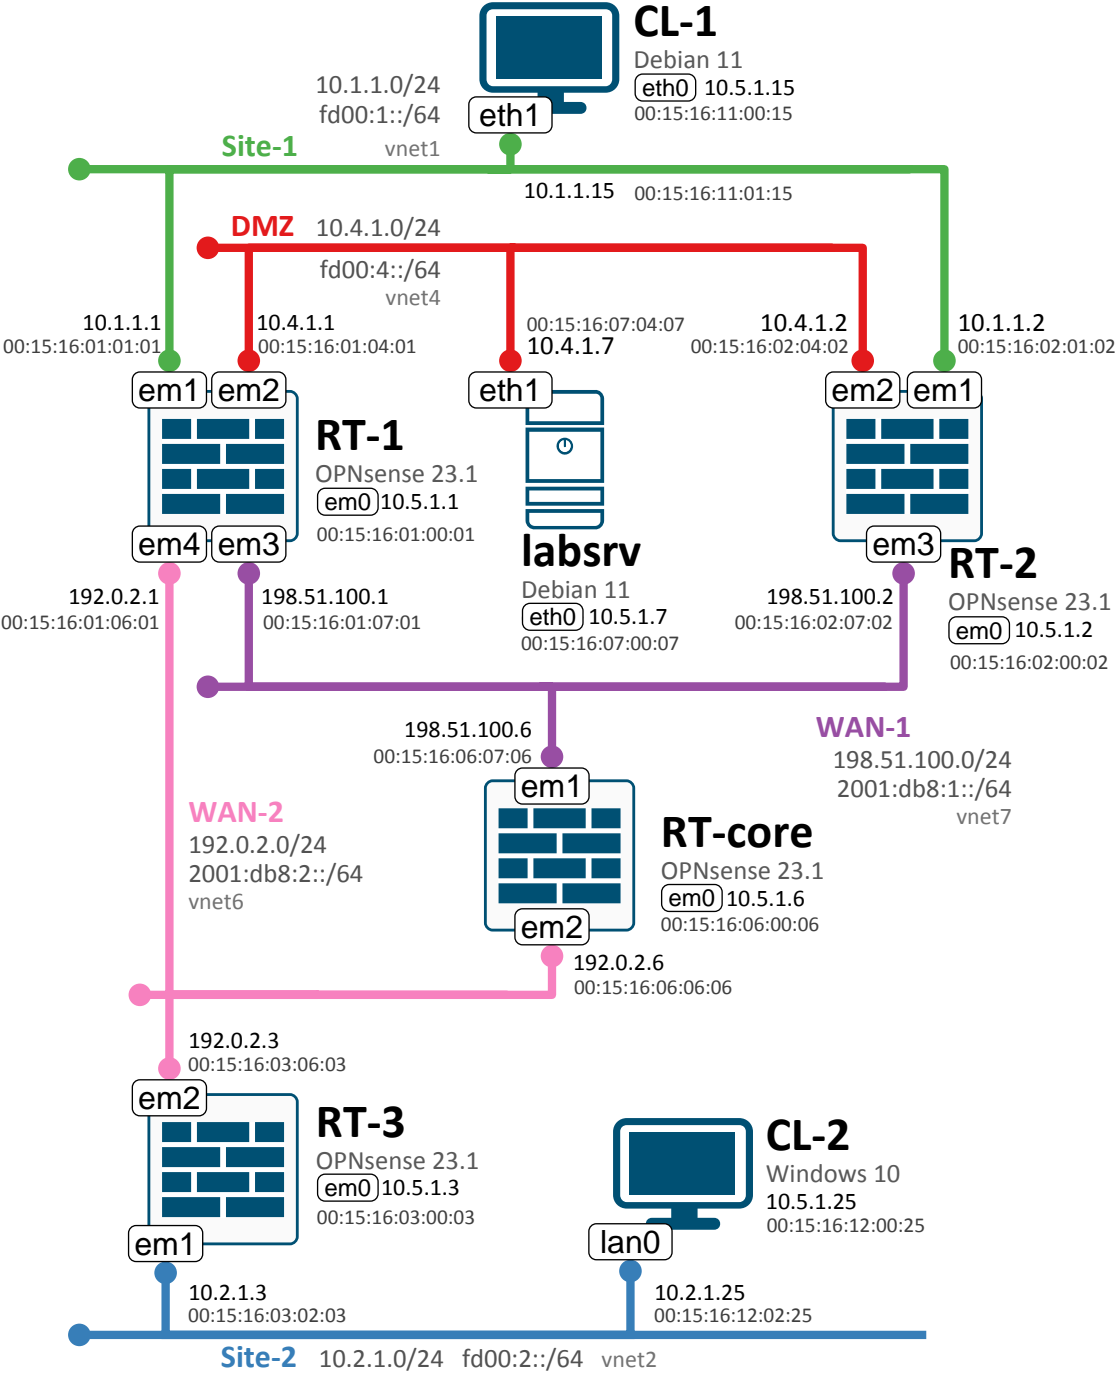 CL-1
Debian 11
eth0 10.5.1.15
00:15:16:11:00:15
10.1.1.0/24
fd00:1::/64
vnet1
eth1
Site-1
10.1.1.15 00:15:16:11:01:15
DMZ 10.4.1.0/24
fd00:4::/64
vnet4
10.1.1.1
00:15:16:01:01:01
10.4.1.1
00:15:16:01:04:01
00:15:16:07:04:07
10.4.1.7
10.4.1.2
00:15:16:02:04:02
10.1.1.2
00:15:16:02:01:02
em1 em2
eth1
em2 em1
RT-1
OPNsense 23.1
em0 10.5.1.1
00:15:16:01:00:01
em4 em3
labsrv
Debian 11
eth0 10.5.1.7
00:15:16:07:00:07
em3
RT-2
OPNsense 23.1
em0 10.5.1.2
00:15:16:02:00:02
192.0.2.1
00:15:16:01:06:01
198.51.100.1
00:15:16:01:07:01
198.51.100.2
00:15:16:02:07:02
198.51.100.6
00:15:16:06:07:06
WAN-1
198.51.100.0/24
2001:db8:1::/64
vnet7
em1
WAN-2
192.0.2.0/24
2001:db8:2::/64
vnet6
RT-core
OPNsense 23.1
em0 10.5.1.6
00:15:16:06:00:06
em2
192.0.2.6
00:15:16:06:06:06
192.0.2.3
00:15:16:03:06:03
em2
RT-3
OPNsense 23.1
em0 10.5.1.3
00:15:16:03:00:03
em1
CL-2
Windows 10
10.5.1.25
00:15:16:12:00:25
lan0
10.2.1.3
00:15:16:03:02:03
10.2.1.25
00:15:16:12:02:25
Site-2 10.2.1.0/24 fd00:2::/64 vnet2